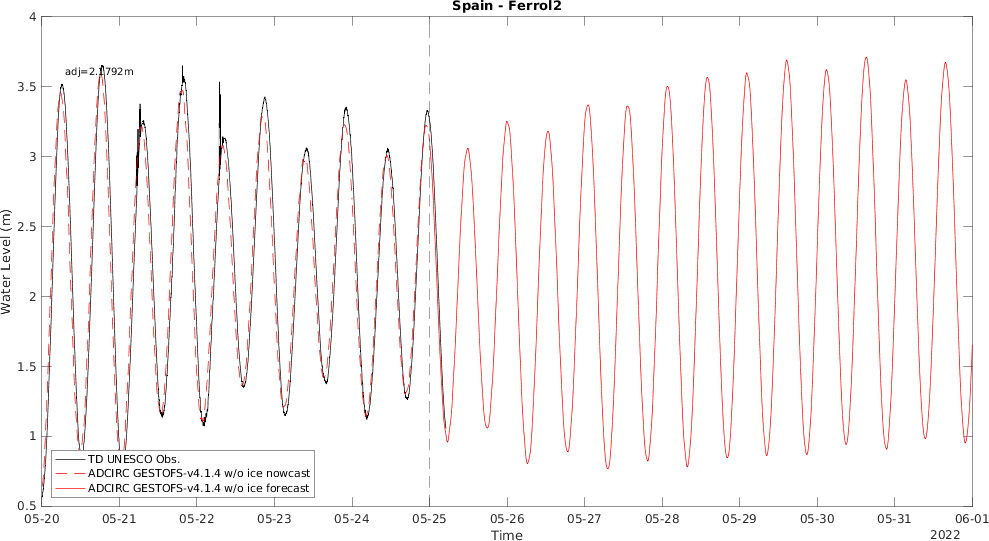 Spain - Ferrol2
4
3.5
3
2.5
2
1.5
1
0.5
Water Level (m)
adj=2.1792m
TD UNESCO Obs.
ADCIRC GESTOFS-v4.1.4 w/o ice nowcast
ADCIRC GESTOFS-v4.1.4 w/o ice forecast
05-20 05-21 05-22 05-23 05-24 05-25 05-26 05-27 05-28 05-29 05-30 05-31 06-01
Time
2022